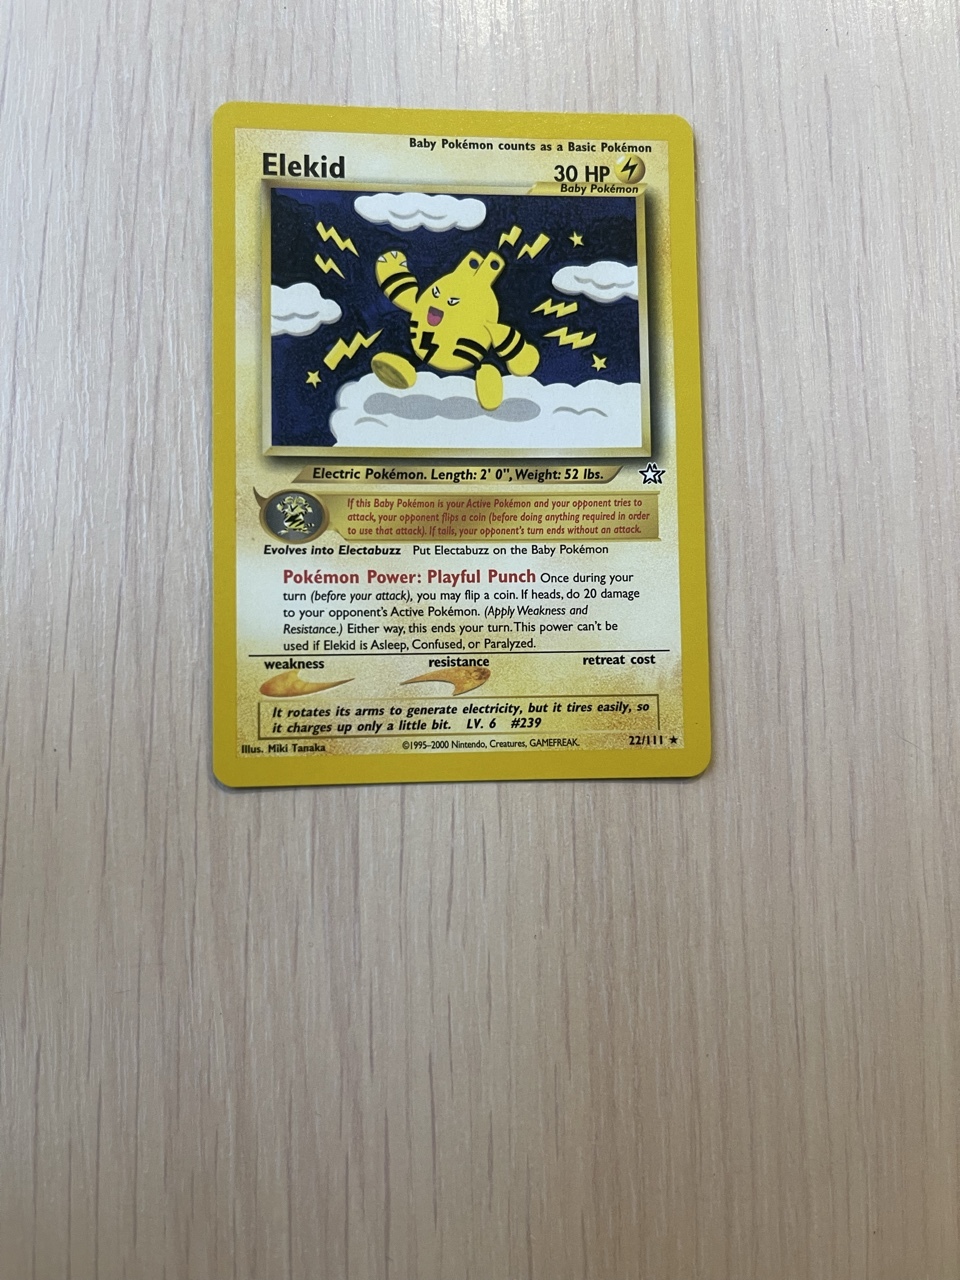 Baby Pokémon counts as a Basic Pokémon
Elekid
30 HP
Baby Pokémon
Electric Pokémon. Length: 2' 0", Weight: 52 lbs.
If this Baby Pokémon is your Active Pokémon and your opponent tries to
attack, your opponent flips a coin (before doing anything required in order
to use that attack). If tails, your opponent's turn ends without an attack.
Evolves into Electabuzz Put Electabuzz on the Baby Pokémon
Pokémon Power: Playful Punch Once during your
turn (before your attack), you may flip a coin. If heads, do 20 damage
to your opponent's Active Pokémon. (Apply Weakness and
Resistance.) Either way, this ends your turn. This power can't be
used if Elekid is Asleep, Confused, or Paralyzed.
weakness resistance retreat cost
It rotates its arms to generate electricity, but it tires easily, so
it charges up only a little bit. LV. 6 #239
Illus. Miki Tanaka ©1995–2000 Nintendo, Creatures, GAMEFREAK. 22/111 ★